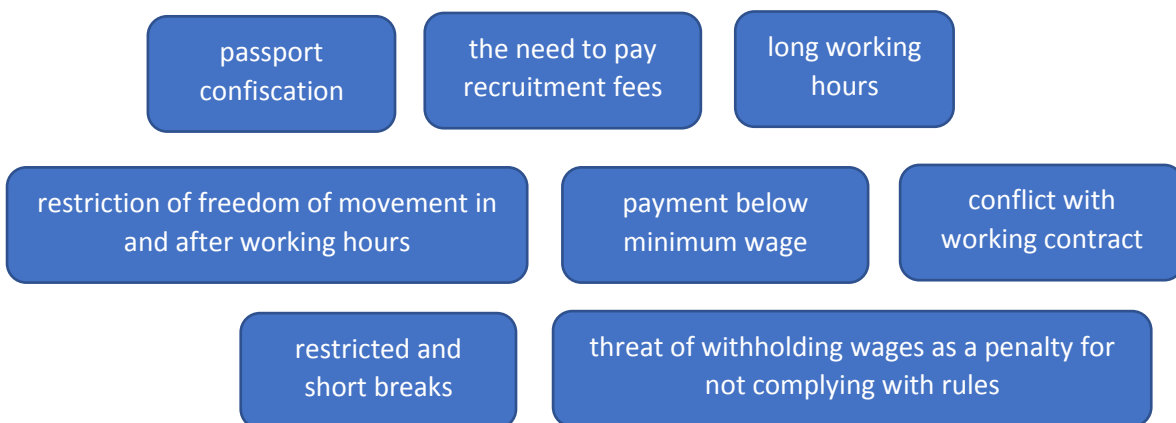 passport
confiscation
the need to pay
recruitment fees
long working
hours
restriction of freedom of movement in
and after working hours
payment below
minimum wage
conflict with
working contract
restricted and
short breaks
threat of withholding wages as a penalty for
not complying with rules